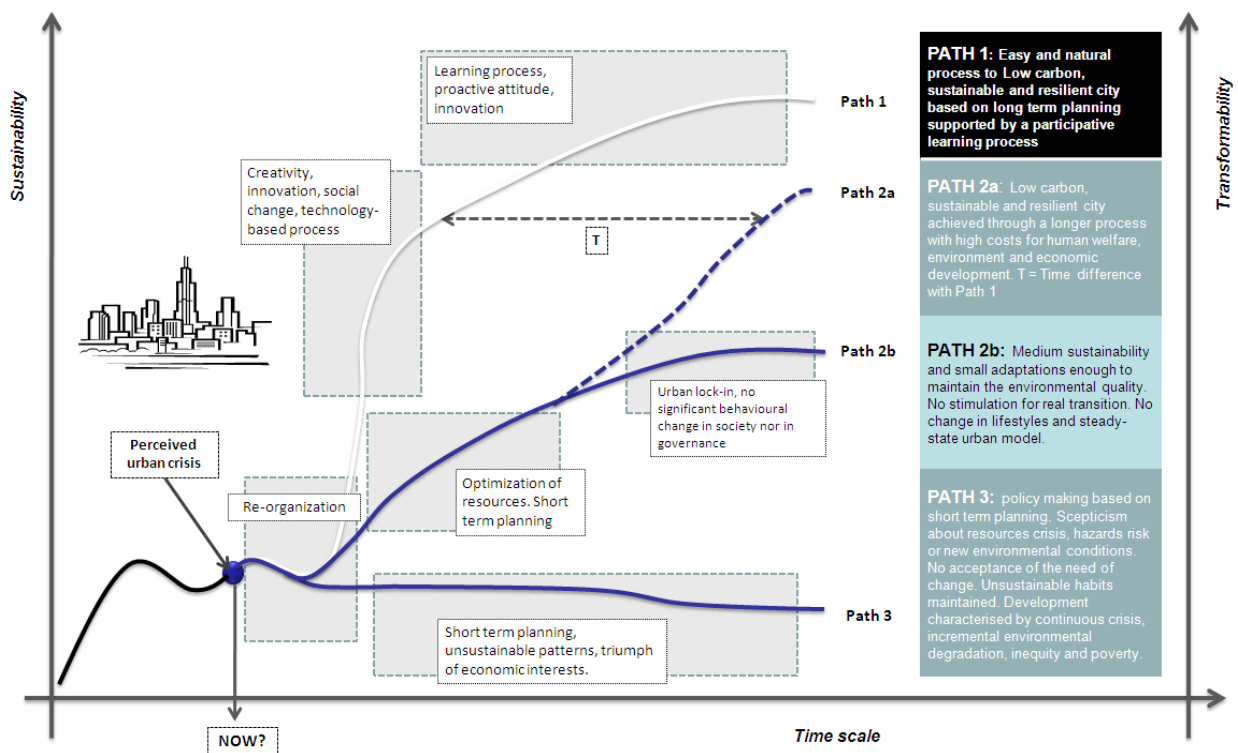 Sustainability
Learning process,
proactive attitude,
innovation
Path 1
Creativity,
innovation, social
change, technology-
based process
Path 2a
T
Path 2b
Urban lock-in, no
significant behavioural
change in society nor in
governance
Perceived
urban crisis
Re-organization
Optimization of
resources. Short
term planning
Path 3
Short term planning,
unsustainable patterns, triumph
of economic interests.
NOW?
Time scale
PATH 1: Easy and natural
process to Low carbon,
sustainable and resilient city
based on long term planning
supported by a participative
learning process
PATH 2a: Low carbon,
sustainable and resilient city
achieved through a longer process
with high costs for human welfare,
environment and economic
development. T = Time difference
with Path 1
PATH 2b: Medium sustainability
and small adaptations enough to
maintain the environmental quality.
No stimulation for real transition. No
change in lifestyles and steady-
state urban model.
PATH 3: policy making based on
short term planning. Scepticism
about resources crisis, hazards risk
or new environmental conditions.
No acceptance of the need of
change. Unsustainable habits
maintained. Development
characterised by continuous crisis,
incremental environmental
degradation, inequity and poverty.
Transformability